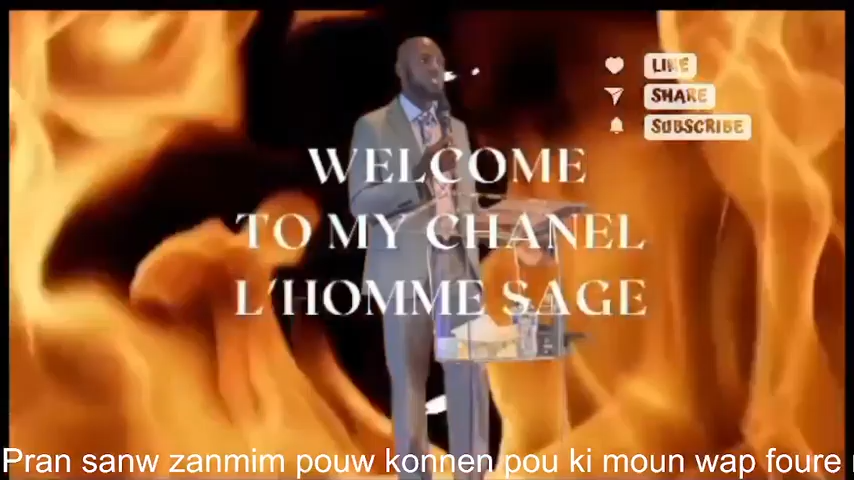 LIKE
SHARE
SUBSCRIBE
WELCOME
TO MY CHANEL
L'HOMME SAGE
Pran sanw zanmim pouw konnen pou ki moun wap foure